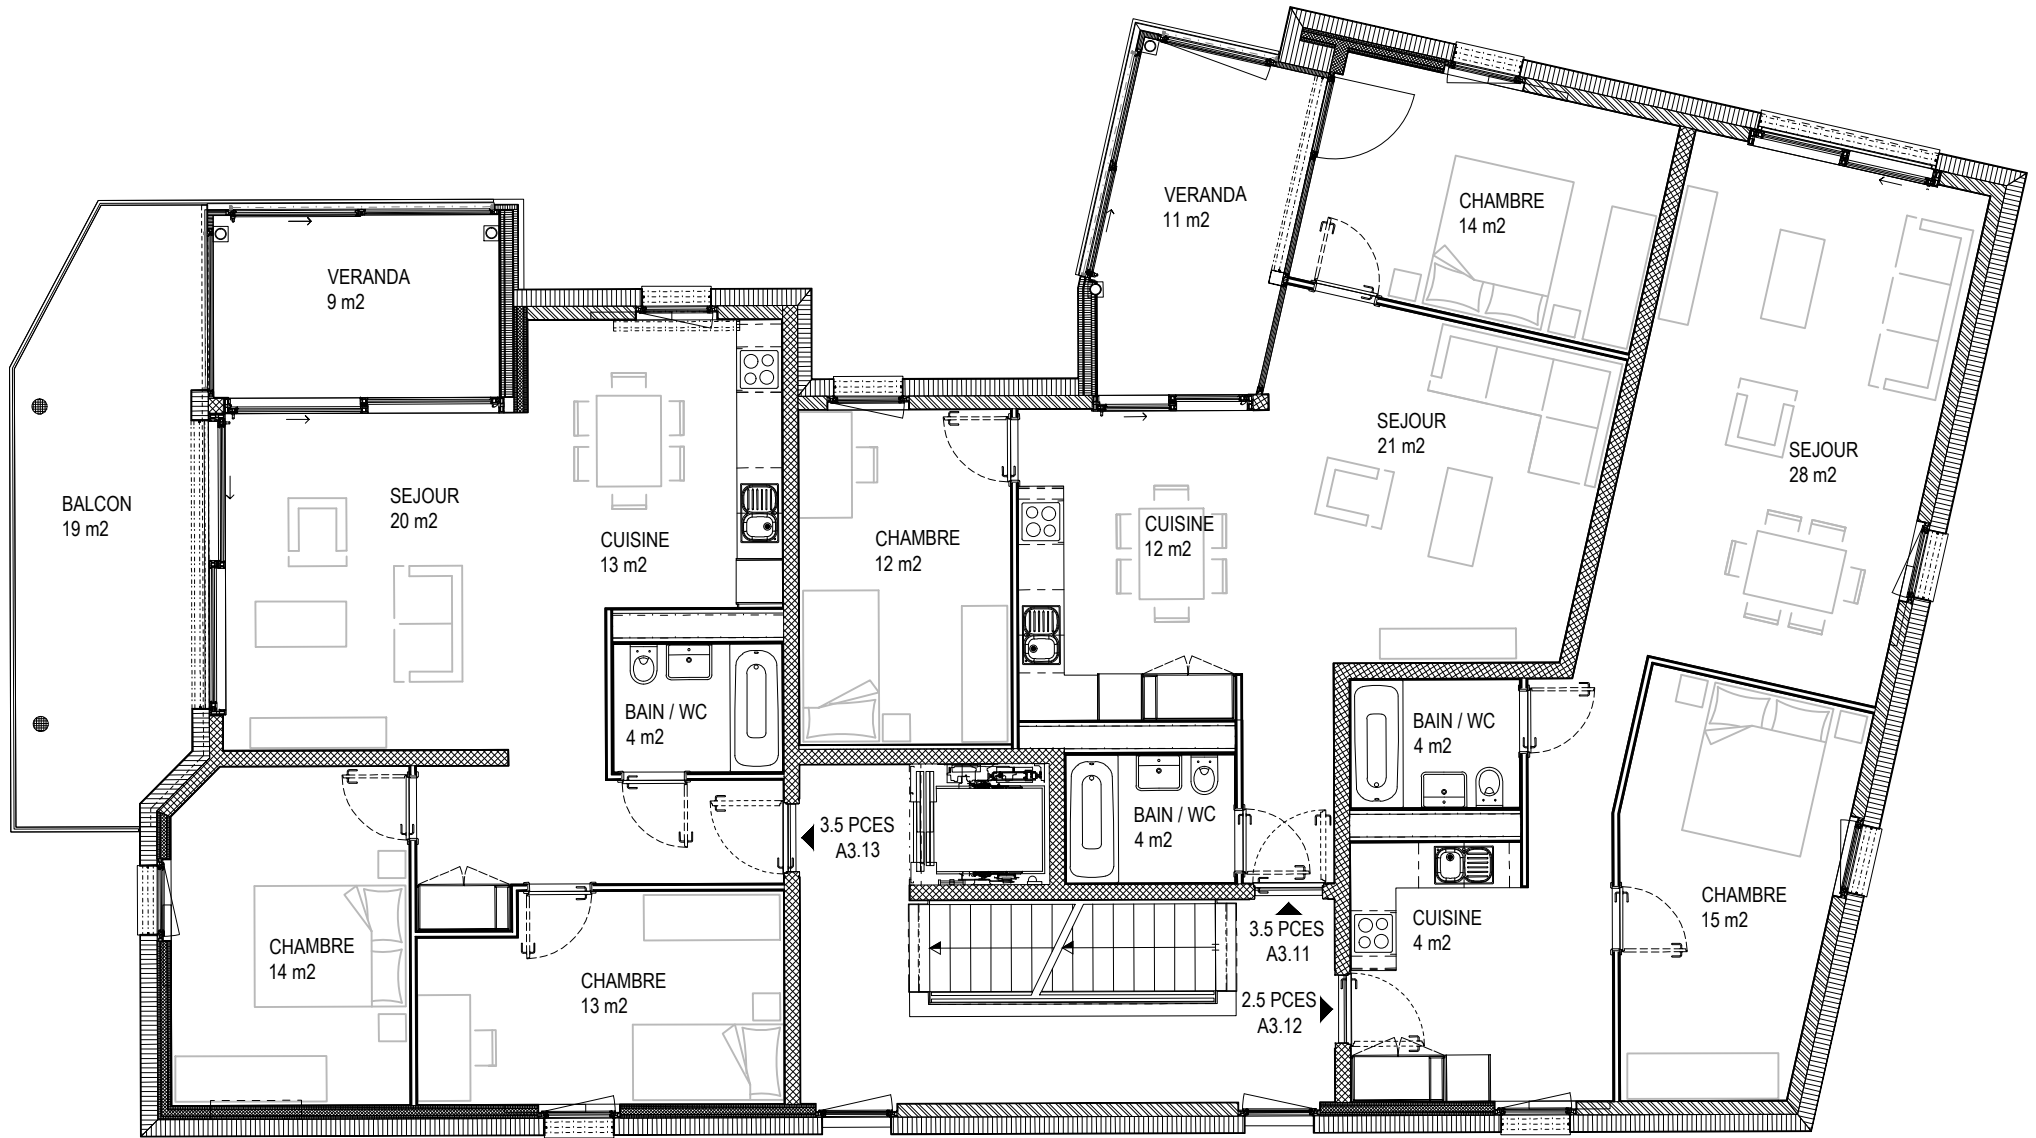 VERANDA
11 m2
CHAMBRE
14 m2
VERANDA
9 m2
SEJOUR
21 m2
SEJOUR
28 m2
BALCON
19 m2
SEJOUR
20 m2
CUISINE
13 m2
CHAMBRE
12 m2
CUISINE
12 m2
BAIN / WC
4 m2
BAIN / WC
4 m2
3.5 PCES
A3.13
BAIN / WC
4 m2
CHAMBRE
15 m2
CUISINE
4 m2
3.5 PCES
A3.11
CHAMBRE
14 m2
CHAMBRE
13 m2
2.5 PCES
A3.12